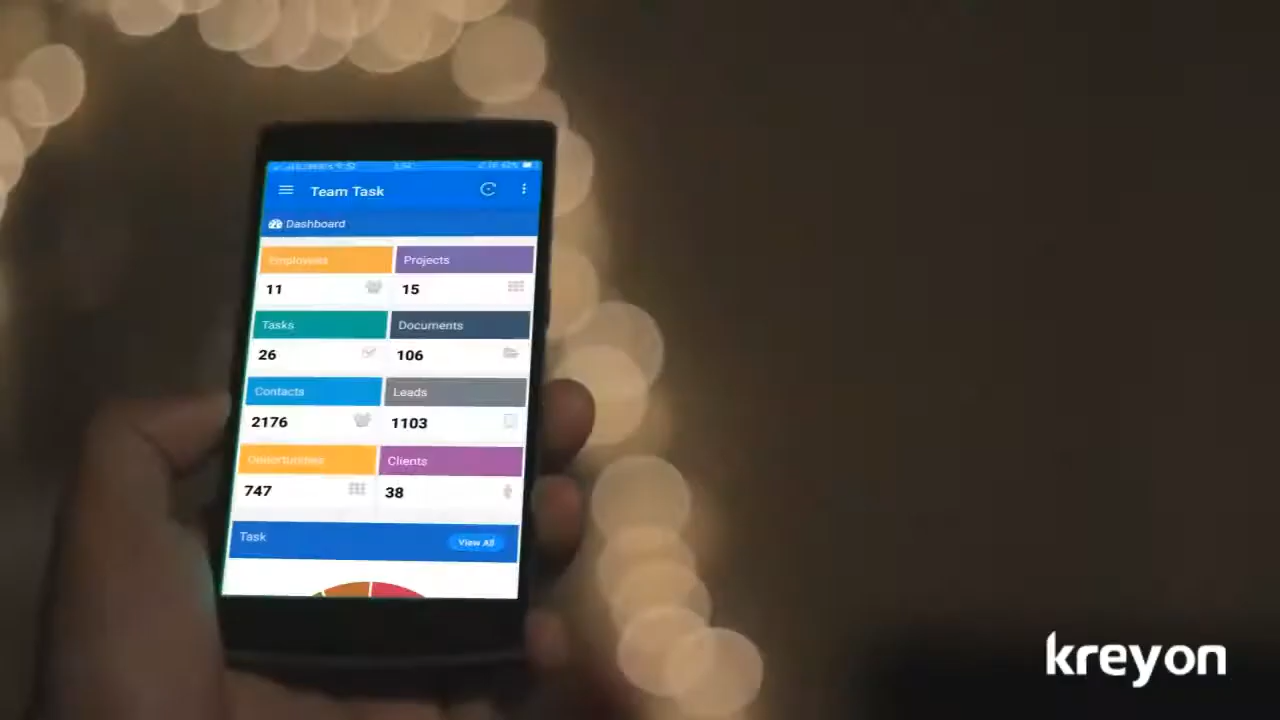 Team Task
Dashboard
Employees Projects
11 15
Tasks Documents
26 106
Contacts Leads
2176 1103
Opportunities Clients
747 38
Task View All
kreyon